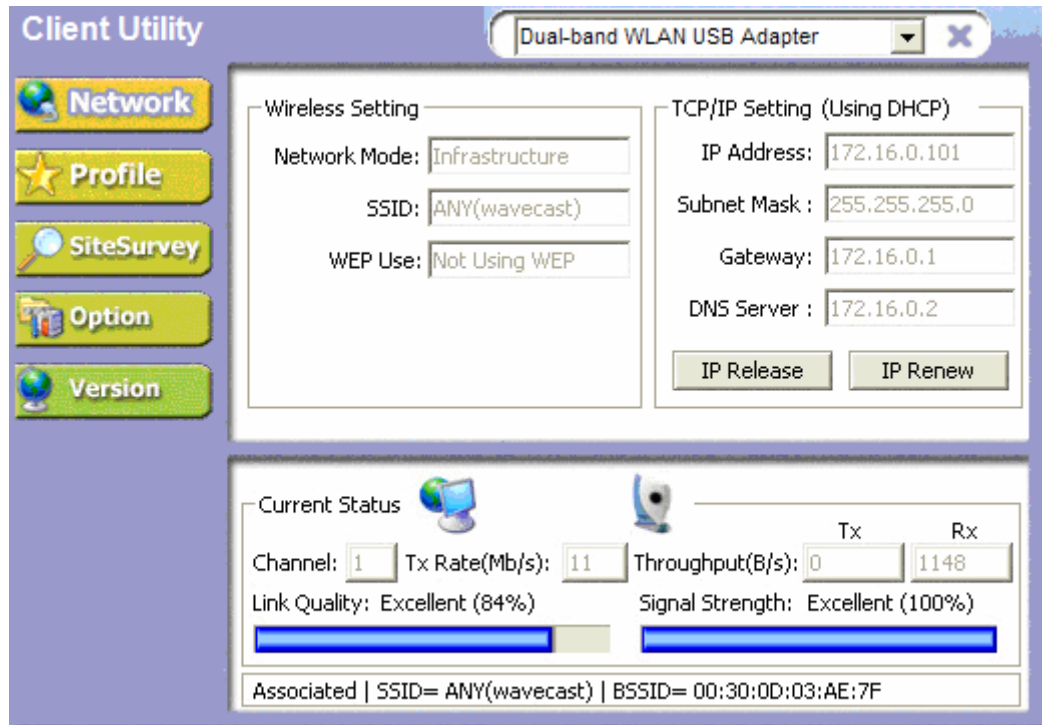 Client Utility
Dual-band WLAN USB Adapter
Network
Profile
SiteSurvey
Option
Version
Wireless Setting
Network Mode: Infrastructure
SSID: ANY(wavecast)
WEP Use: Not Using WEP
TCP/IP Setting (Using DHCP)
IP Address: 172.16.0.101
Subnet Mask : 255.255.255.0
Gateway: 172.16.0.1
DNS Server : 172.16.0.2
IP Release IP Renew
Current Status
Tx Rx
Channel: 1 Tx Rate(Mb/s): 11 Throughput(B/s): 0 1148
Link Quality: Excellent (84%) Signal Strength: Excellent (100%)
Associated | SSID= ANY(wavecast) | BSSID= 00:30:0D:03:AE:7F